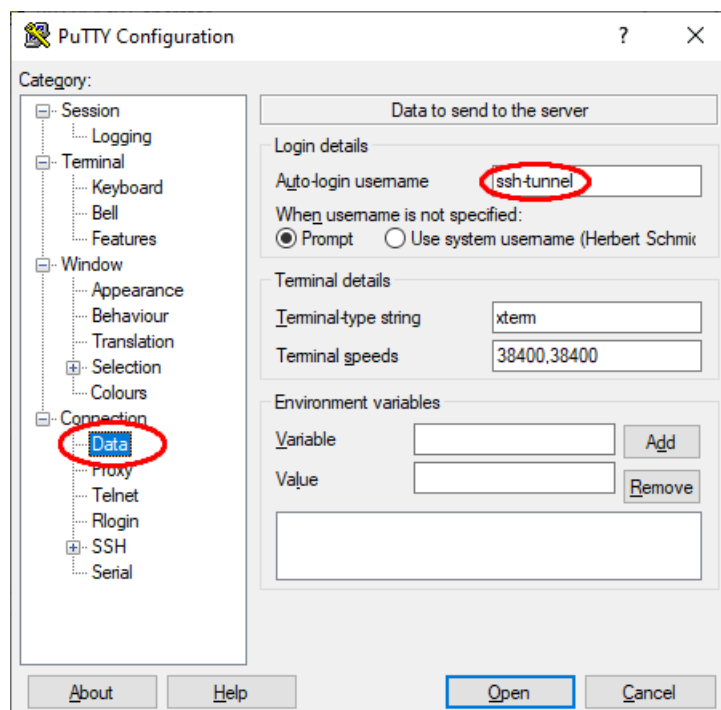 PuTTY Configuration
?
Category:
Session
Logging
Terminal
Keyboard
Bell
Features
Window
Appearance
Behaviour
Translation
Selection
Colours
Connection
Data
Proxy
Telnet
Rlogin
SSH
Serial
Data to send to the server
Login details
Auto-login username ssh-tunnel
When username is not specified:
Prompt Use system username (Herbert Schmic
Terminal details
Terminal-type string xterm
Terminal speeds 38400,38400
Environment variables
Variable Add
Value Remove
About Help Open Cancel